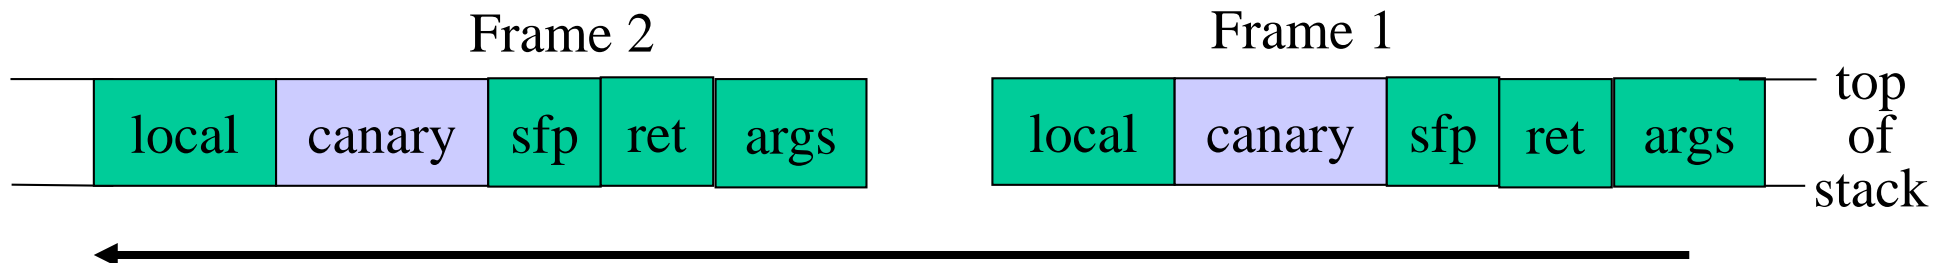 Frame 2
Frame 1
local canary sfp ret args
local canary sfp ret args
top
of
stack